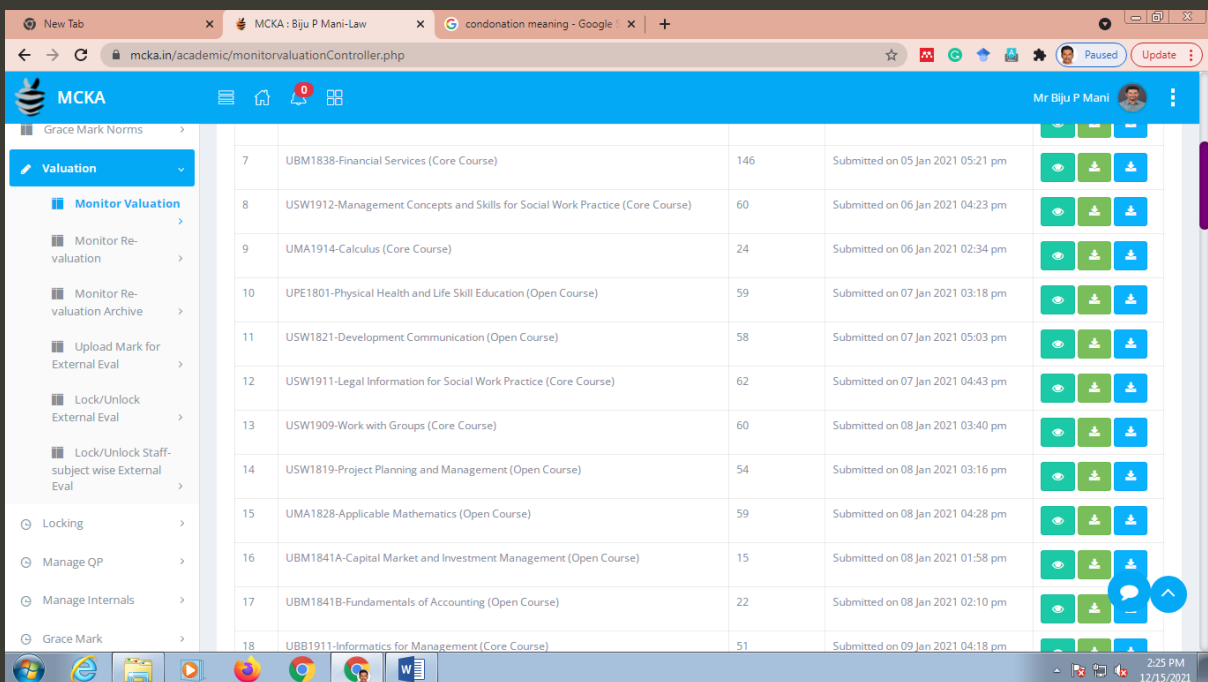 New Tab
MCKA : Biju P Mani-Law
condonation meaning - Google S
mcka.in/academic/monitorvaluationController.php
Paused
Update
MCKA
0
Mr Biju P Mani
Grace Mark Norms
Valuation
Monitor Valuation
Monitor Re-
valuation
Monitor Re-
valuation Archive
Upload Mark for
External Eval
Lock/Unlock
External Eval
Lock/Unlock Staff-
subject wise External
Eval
Locking
Manage QP
Manage Internals
Grace Mark
7 UBM1838-Financial Services (Core Course) 146 Submitted on 05 Jan 2021 05:21 pm
8 USW1912-Management Concepts and Skills for Social Work Practice (Core Course) 60 Submitted on 06 Jan 2021 04:23 pm
9 UMA1914-Calculus (Core Course) 24 Submitted on 06 Jan 2021 02:34 pm
10 UPE1801-Physical Health and Life Skill Education (Open Course) 59 Submitted on 07 Jan 2021 03:18 pm
11 USW1821-Development Communication (Open Course) 58 Submitted on 07 Jan 2021 05:03 pm
12 USW1911-Legal Information for Social Work Practice (Core Course) 62 Submitted on 07 Jan 2021 04:43 pm
13 USW1909-Work with Groups (Core Course) 60 Submitted on 08 Jan 2021 03:40 pm
14 USW1819-Project Planning and Management (Open Course) 54 Submitted on 08 Jan 2021 03:16 pm
15 UMA1828-Applicable Mathematics (Open Course) 59 Submitted on 08 Jan 2021 04:28 pm
16 UBM1841A-Capital Market and Investment Management (Open Course) 15 Submitted on 08 Jan 2021 01:58 pm
17 UBM1841B-Fundamentals of Accounting (Open Course) 22 Submitted on 08 Jan 2021 02:10 pm
18 UBB1911-Informatics for Management (Core Course) 51 Submitted on 09 Jan 2021 04:18 pm
2:25 PM
12/15/2021